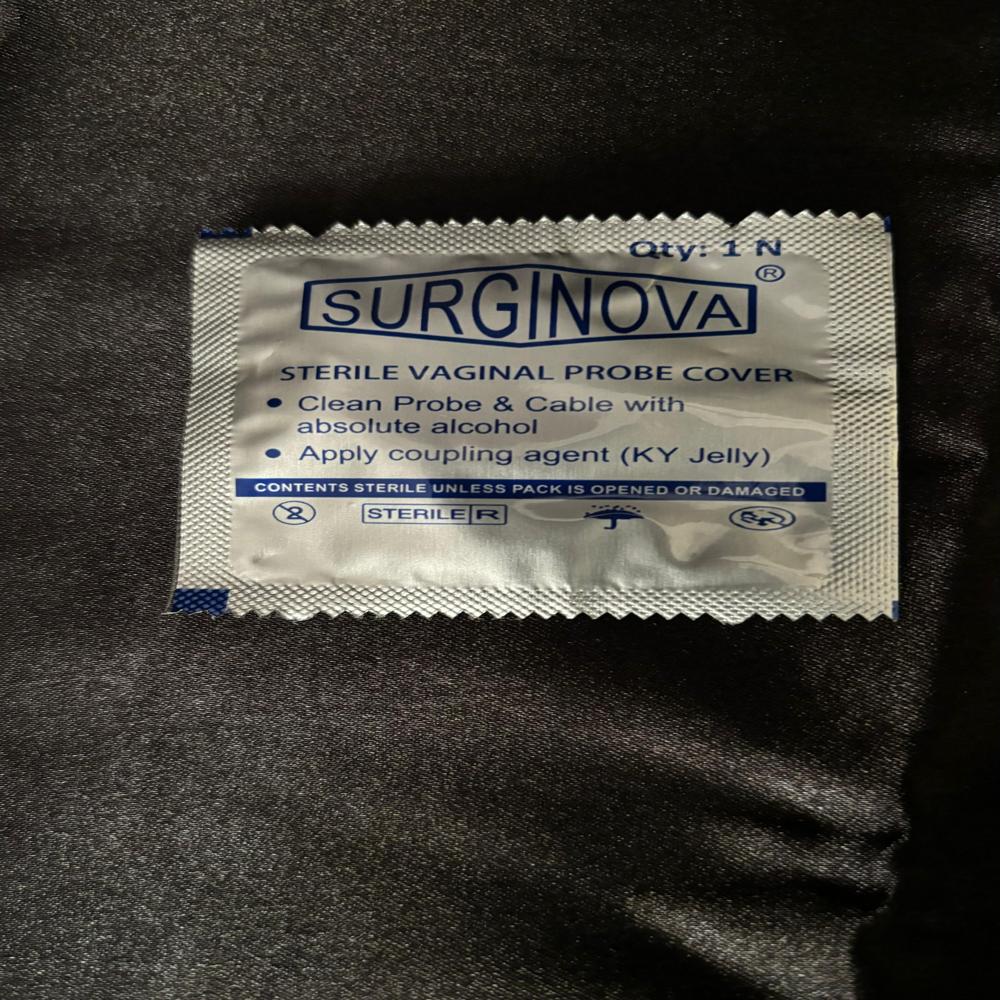 Qty: 1 N
SURGINOVA®
STERILE VAGINAL PROBE COVER
• Clean Probe & Cable with
absolute alcohol
• Apply coupling agent (KY Jelly)
CONTENTS STERILE UNLESS PACK IS OPENED OR DAMAGED
2 STERILE R